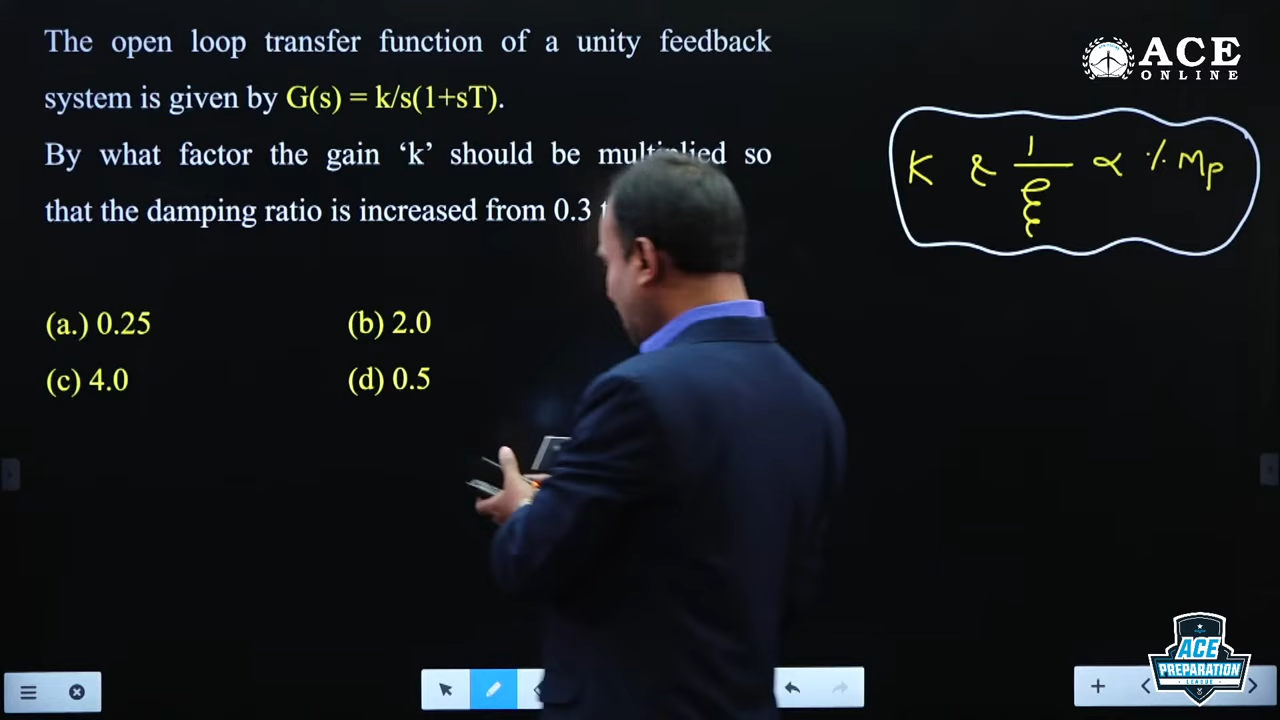 The open loop transfer function of a unity feedback
system is given by G(s) = k/s(1+sT).
By what factor the gain ‘k’ should be multiplied so
that the damping ratio is increased from 0.3
(a.) 0.25
(b) 2.0
(c) 4.0
(d) 0.5
ACE
ONLINE
K & 1/ξ ∝ % Mp
ACE
PREPARATION
LEAGUE